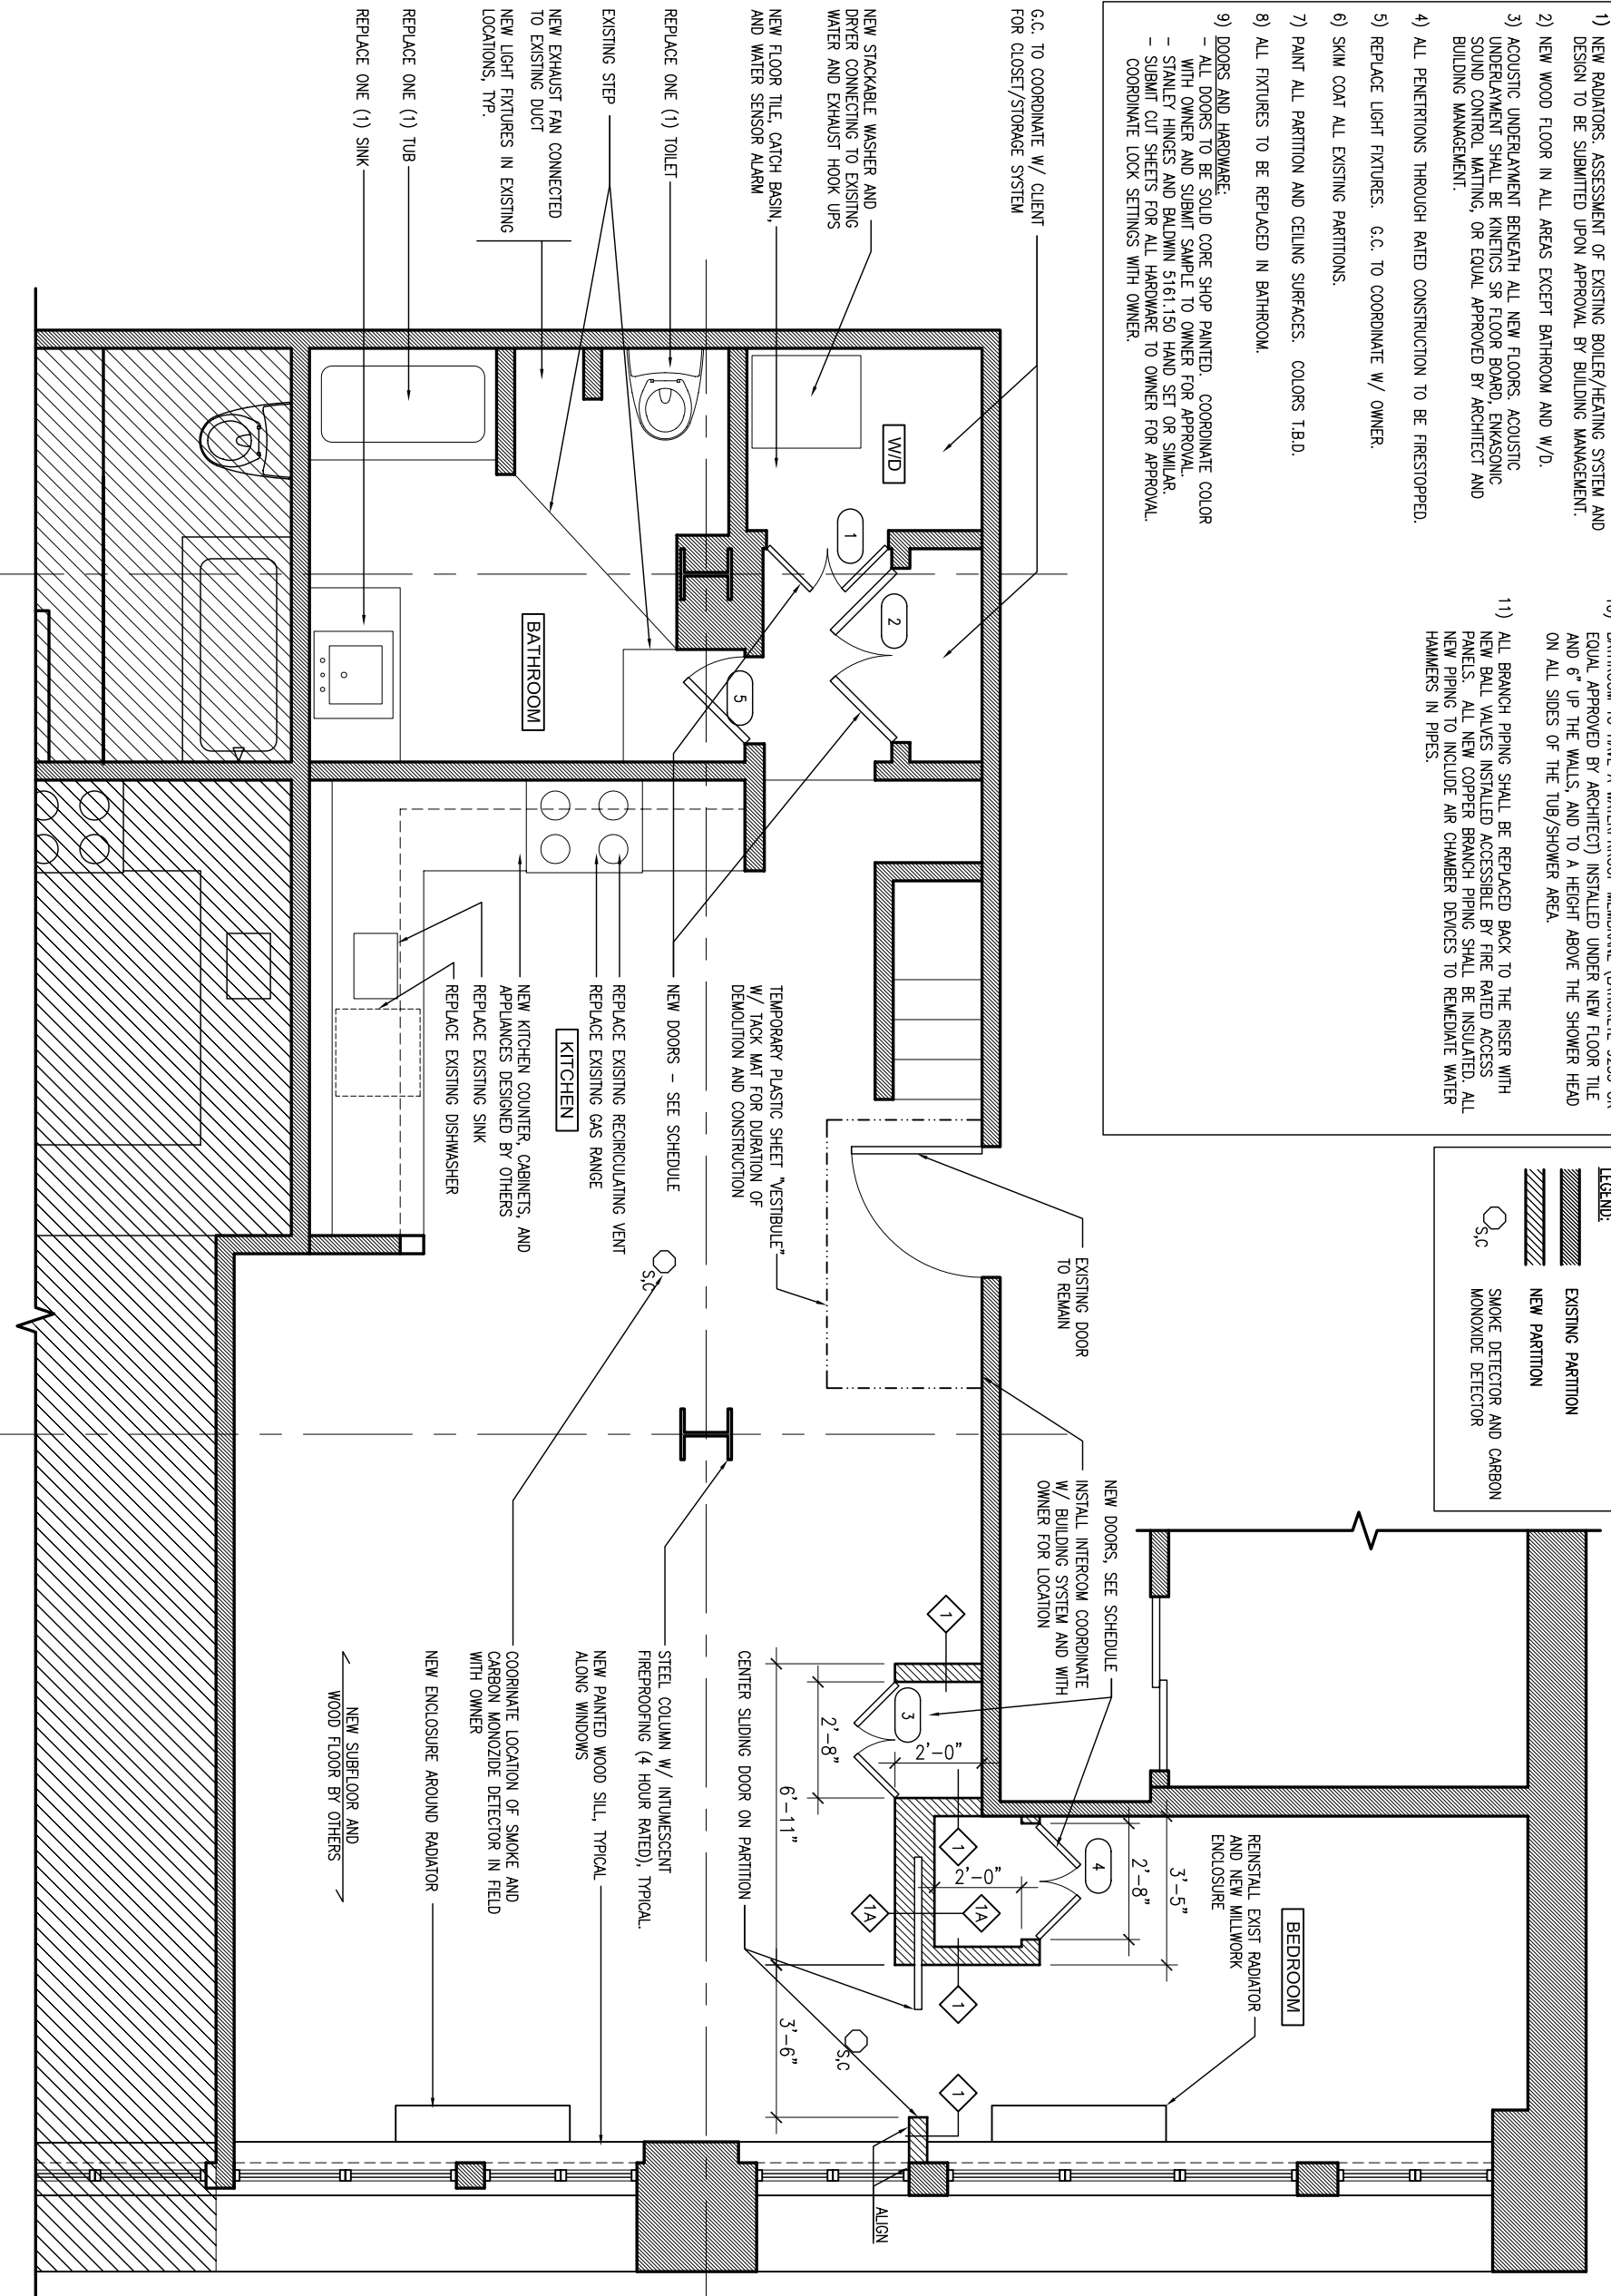 1) NEW RADIATORS. ASSESSMENT OF EXISTING BOILER/HEATING SYSTEM AND
DESIGN TO BE SUBMITTED UPON APPROVAL BY BUILDING MANAGEMENT.
2) NEW WOOD FLOOR IN ALL AREAS EXCEPT BATHROOM AND W/D.
3) ACOUSTIC UNDERLAYMENT BENEATH ALL NEW FLOORS. ACOUSTIC
UNDERLAYMENT SHALL BE KINETICS SR FLOOR BOARD, ENKASONIC
SOUND CONTROL MATTING, OR EQUAL APPROVED BY ARCHITECT AND
BUILDING MANAGEMENT.
4) ALL PENETRTIONS THROUGH RATED CONSTRUCTION TO BE FIRESTOPPED.
5) REPLACE LIGHT FIXTURES. G.C. TO COORDINATE W/ OWNER.
6) SKIM COAT ALL EXISTING PARTITIONS.
7) PAINT ALL PARTITION AND CEILING SURFACES. COLORS T.B.D.
8) ALL FIXTURES TO BE REPLACED IN BATHROOM.
9) DOORS AND HARDWARE:
- ALL DOORS TO BE SOLID CORE SHOP PAINTED. COORDINATE COLOR
WITH OWNER AND SUBMIT SAMPLE TO OWNER FOR APPROVAL.
- STANLEY HINGES AND BALDWIN 5161.150 HAND SET OR SIMILAR.
- SUBMIT CUT SHEETS FOR ALL HARDWARE TO OWNER FOR APPROVAL.
COORDINATE LOCK SETTINGS WITH OWNER.
EQUAL APPROVED BY ARCHITECT) INSTALLED UNDER NEW FLOOR TILE
AND 6" UP THE WALLS, AND TO A HEIGHT ABOVE THE SHOWER HEAD
ON ALL SIDES OF THE TUB/SHOWER AREA.
11) ALL BRANCH PIPING SHALL BE REPLACED BACK TO THE RISER WITH
NEW BALL VALVES INSTALLED ACCESSIBLE BY FIRE RATED ACCESS
PANELS. ALL NEW COPPER BRANCH PIPING SHALL BE INSULATED. ALL
NEW PIPING TO INCLUDE AIR CHAMBER DEVICES TO REMEDIATE WATER
HAMMERS IN PIPES.
LEGEND:
EXISTING PARTITION
NEW PARTITION
S,C
SMOKE DETECTOR AND CARBON
MONOXIDE DETECTOR
G.C. TO COORDINATE W/ CLIENT
FOR CLOSET/STORAGE SYSTEM
NEW STACKABLE WASHER AND
DRYER CONNECTING TO EXISITNG
WATER AND EXHAUST HOOK UPS
NEW FLOOR TILE, CATCH BASIN,
AND WATER SENSOR ALARM
REPLACE ONE (1) TOILET
EXISTING STEP
NEW EXHAUST FAN CONNECTED
TO EXISTING DUCT
NEW LIGHT FIXTURES IN EXISTING
LOCATIONS, TYP.
REPLACE ONE (1) TUB
REPLACE ONE (1) SINK
W/D
1
2
5
BATHROOM
EXISTING DOOR
TO REMAIN
TEMPORARY PLASTIC SHEET "VESTIBULE"
W/ TACK MAT FOR DURATION OF
DEMOLITION AND CONSTRUCTION
NEW DOORS - SEE SCHEDULE
REPLACE EXISITNG RECIRICULATING VENT
REPLACE EXISITNG GAS RANGE
KITCHEN
NEW KITCHEN COUNTER, CABINETS, AND
APPLIANCES DESIGNED BY OTHERS
REPLACE EXISTING SINK
REPLACE EXISTING DISHWASHER
S,C
NEW DOORS, SEE SCHEDULE
INSTALL INTERCOM COORDINATE
W/ BUILDING SYSTEM AND WITH
OWNER FOR LOCATION
1
3
2'-0"
2'-8"
6'-11"
1
4
2'-8"
3'-5"
2'-0"
1A
1A
1
BEDROOM
REINSTALL EXIST RADIATOR
AND NEW MILLWORK
ENCLOSURE
CENTER SLIDING DOOR ON PARTITION
3'-6"
S,C
1
ALIGN
STEEL COLUMN W/ INTUMESCENT
FIREPROOFING (4 HOUR RATED), TYPICAL.
NEW PAINTED WOOD SILL, TYPICAL
ALONG WINDOWS
COORINATE LOCATION OF SMOKE AND
CARBON MONOZIDE DETECTOR IN FIELD
WITH OWNER
NEW ENCLOSURE AROUND RADIATOR
NEW SUBFLOOR AND
WOOD FLOOR BY OTHERS